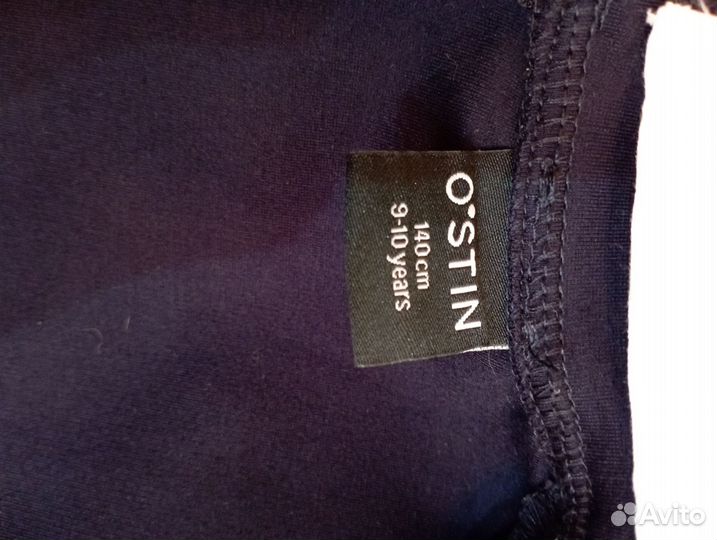 O'STIN
140 cm
9-10 years
Avito